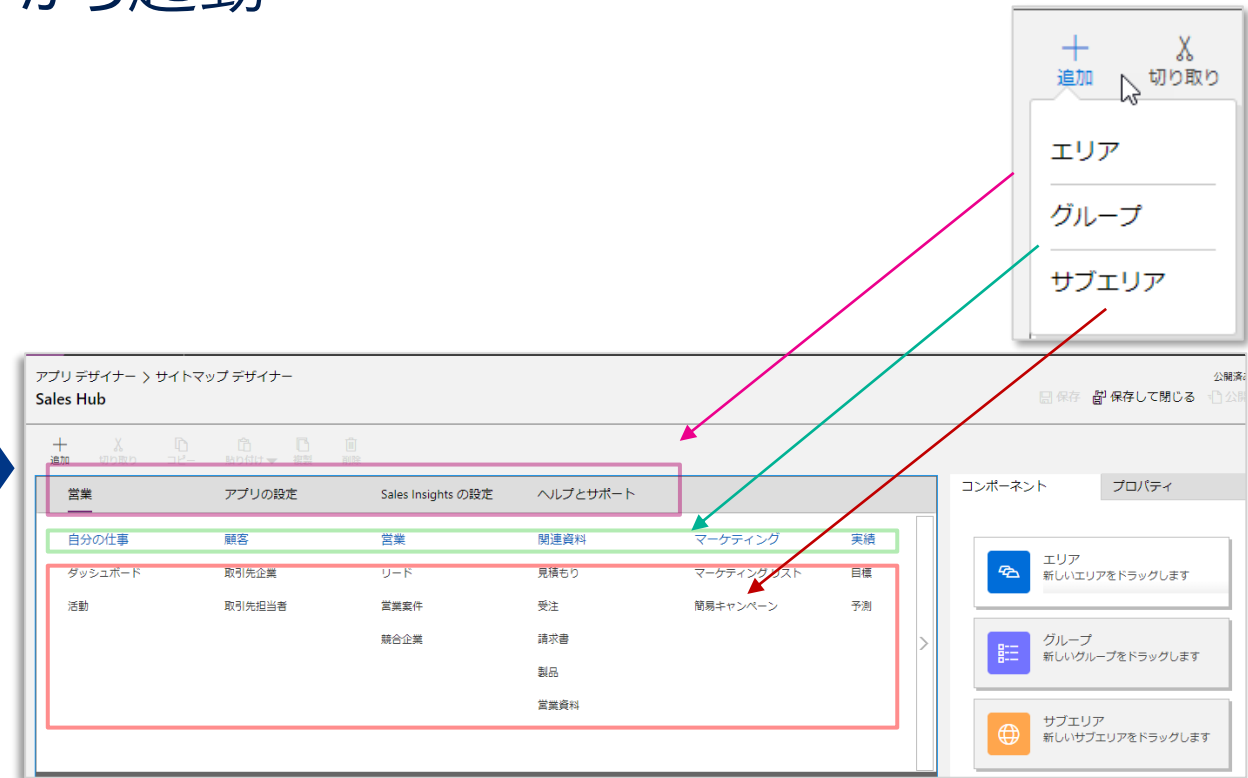 から起動
追加
切り取り
エリア
グループ
サブエリア
アプリ デザイナー > サイトマップ デザイナー
Sales Hub
公開済み
保存 保存して閉じる 公開
追加 切り取り コピー 貼り付け 複製 削除
営業 アプリの設定 Sales Insights の設定 ヘルプとサポート
自分の仕事 顧客 営業 関連資料 マーケティング 実績
ダッシュボード 取引先企業 リード 見積もり マーケティング リスト 目標
活動 取引先担当者 営業案件 受注 簡易キャンペーン 予測
競合企業 請求書
製品
営業資料
コンポーネント プロパティ
エリア
新しいエリアをドラッグします
グループ
新しいグループをドラッグします
サブエリア
新しいサブエリアをドラッグします